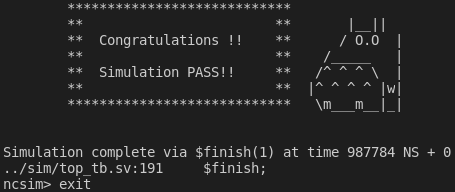 ****************************
**                        **       |__||
**  Congratulations !!    **      / O.O  |
**                        **    /_____   |
**  Simulation PASS!!     **   /^ ^ ^ \  |
**                        **  |^ ^ ^ ^ |w|
****************************   \m___m__|_|
Simulation complete via $finish(1) at time 987784 NS + 0
../sim/top_tb.sv:191     $finish;
ncsim> exit